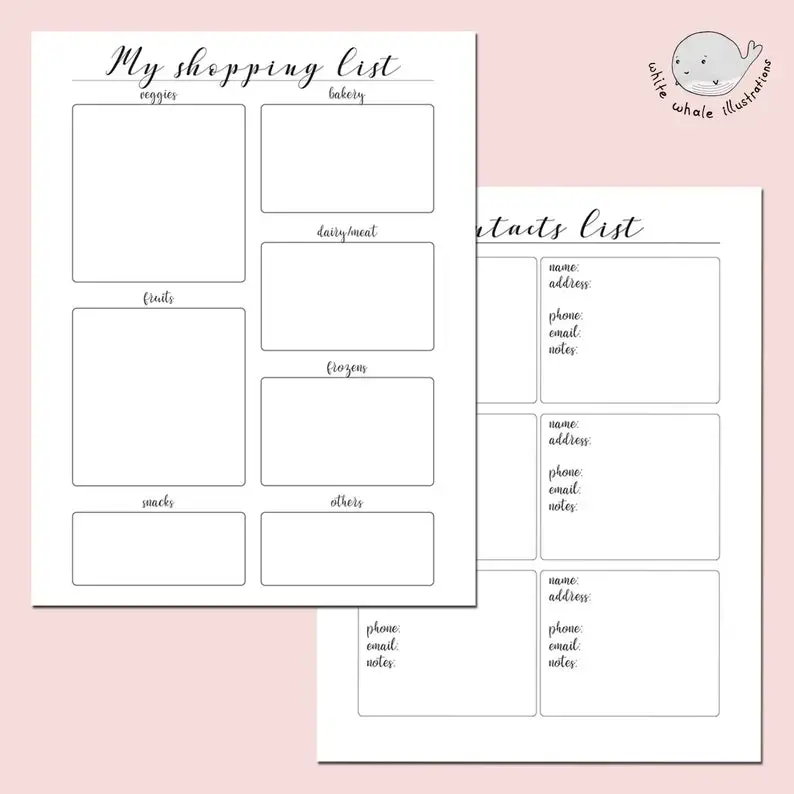 My shopping list
veggies
bakery
dairy/meat
fruits
frozens
snacks
others
white whale illustrations
list
name:
address:
phone:
email:
notes:
name:
address:
phone:
email:
notes:
phone:
email:
notes:
name:
address:
phone:
email:
notes: